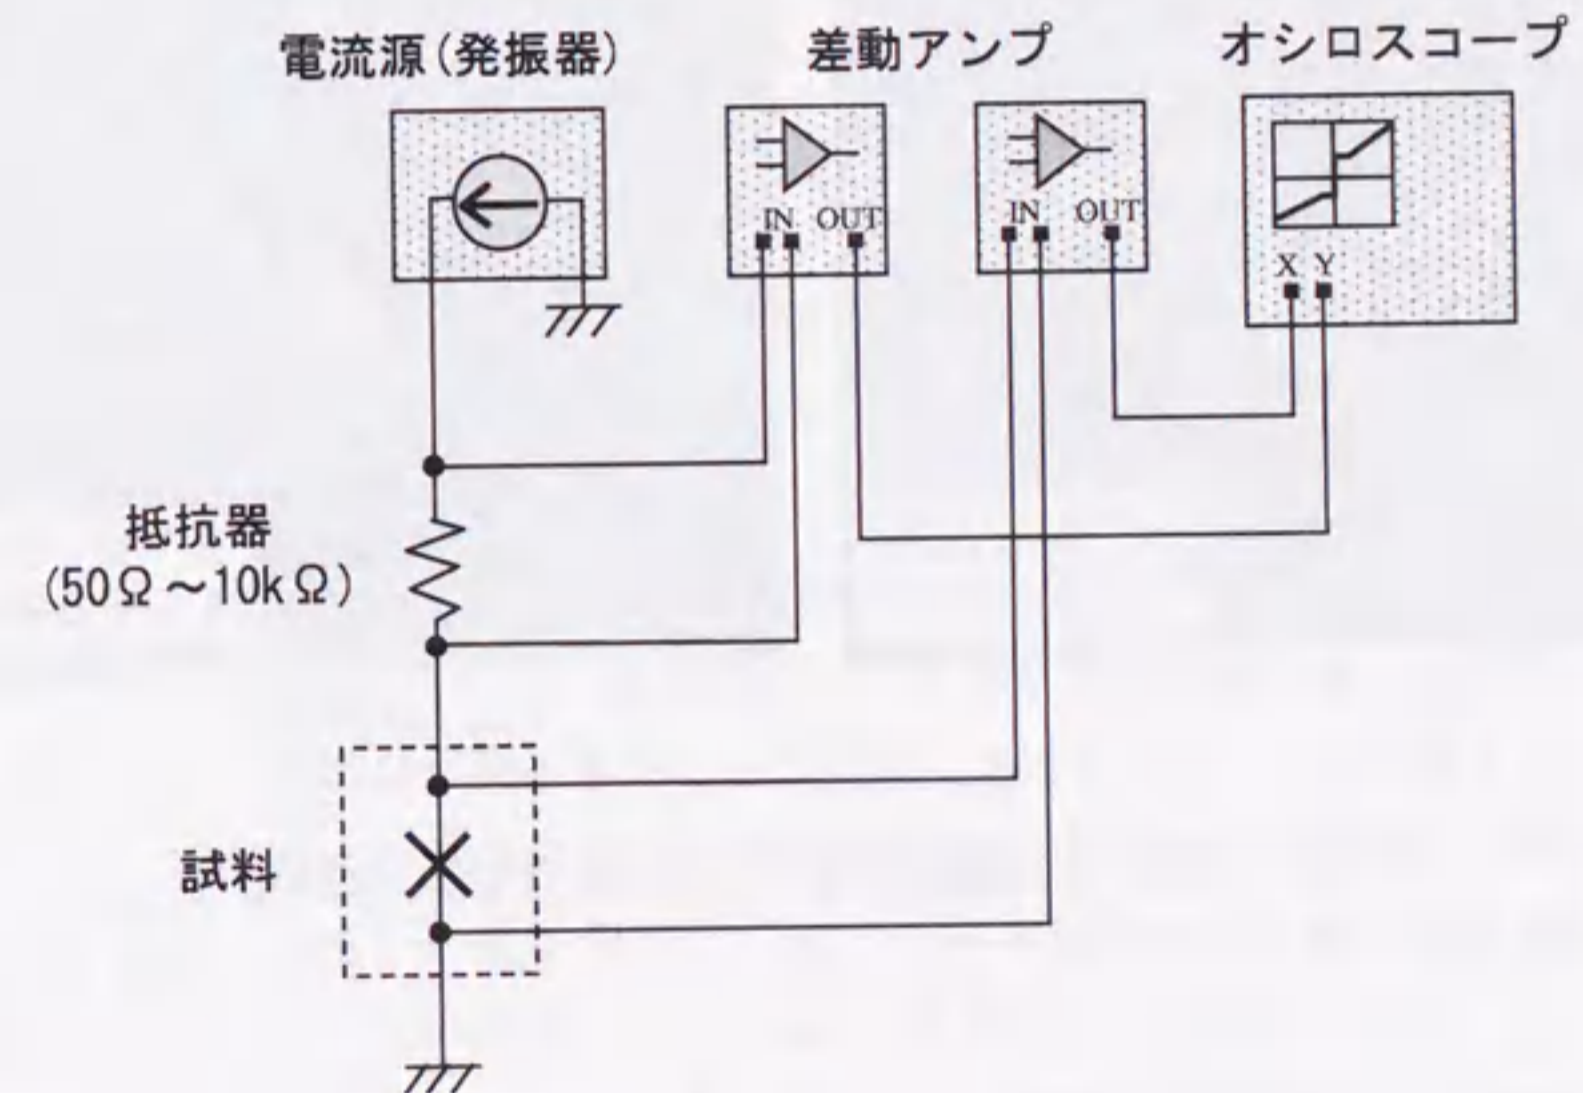 電流源(発振器)
差動アンプ
オシロスコープ
IN OUT
IN OUT
X Y
抵抗器
(50Ω～10kΩ)
試料